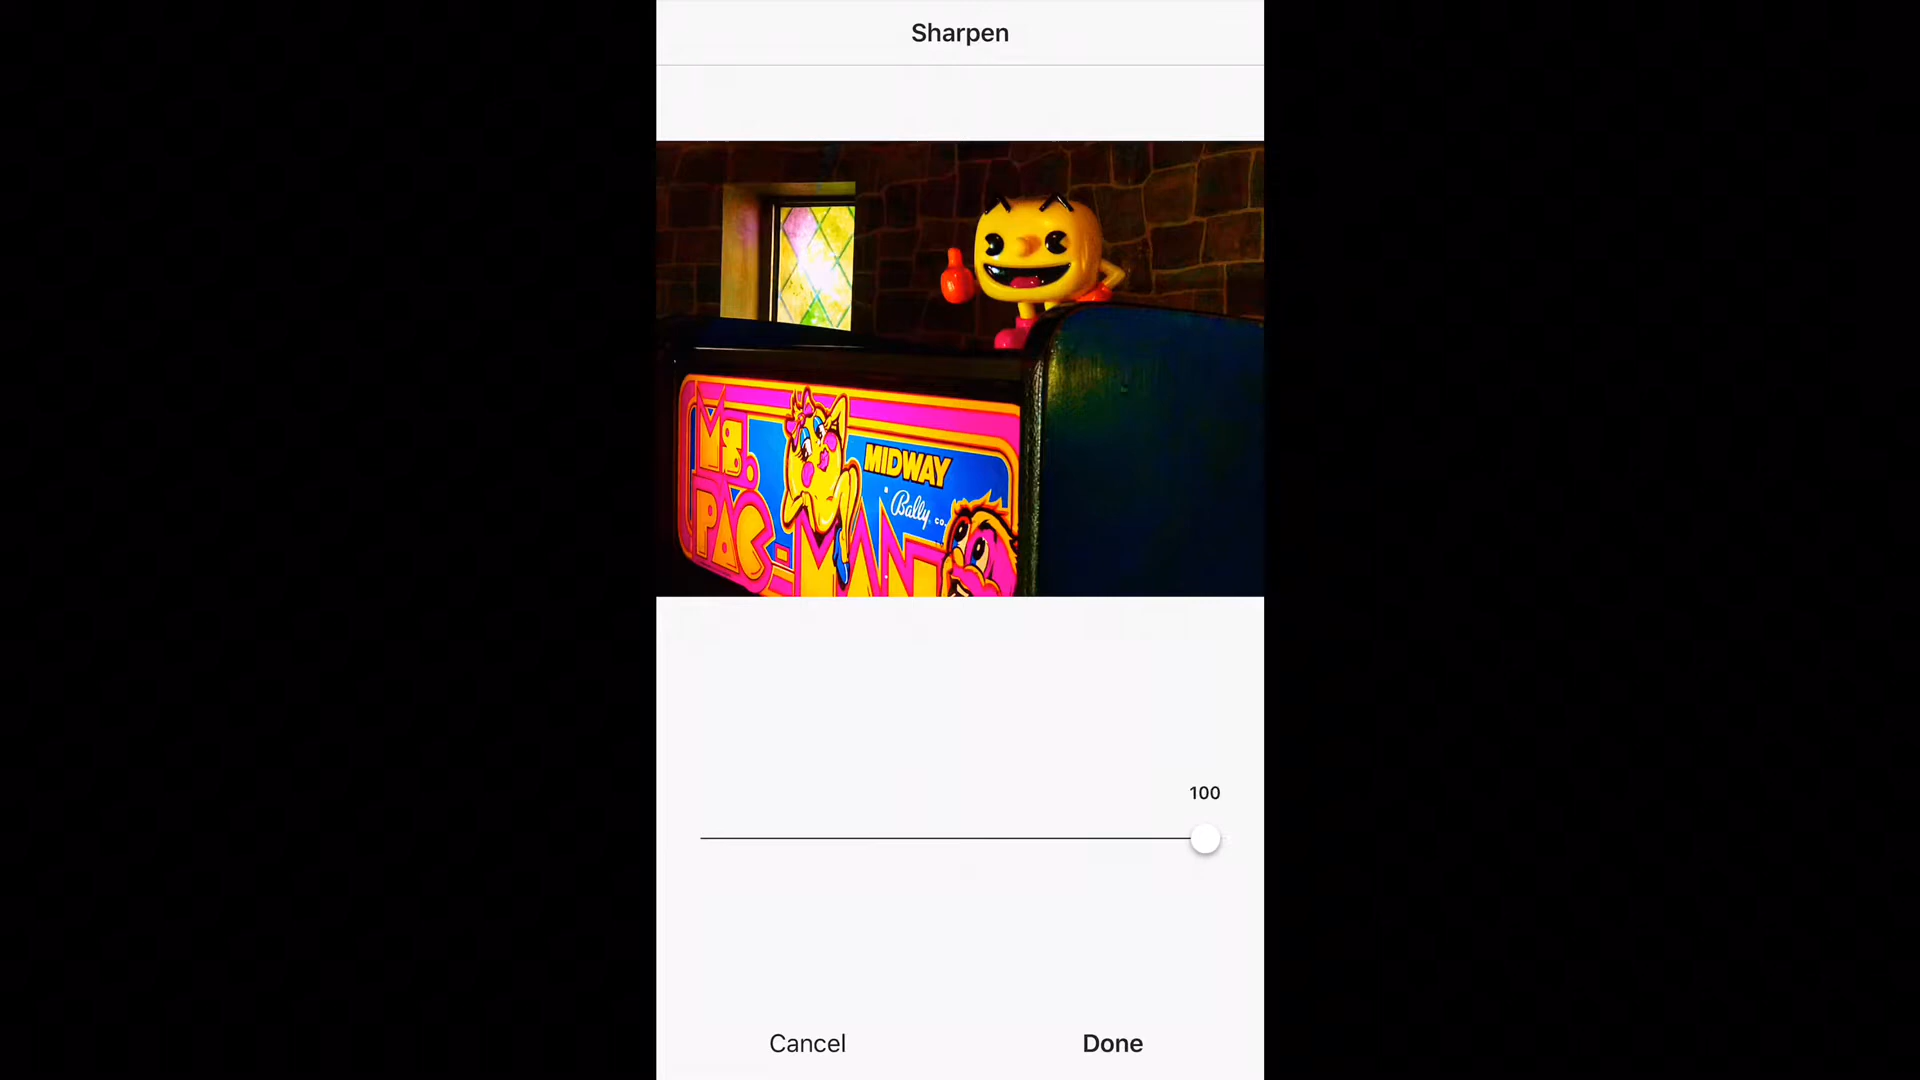 Sharpen
MS.
PAC-MAN
MIDWAY
Bally. CO.
100
Cancel
Done